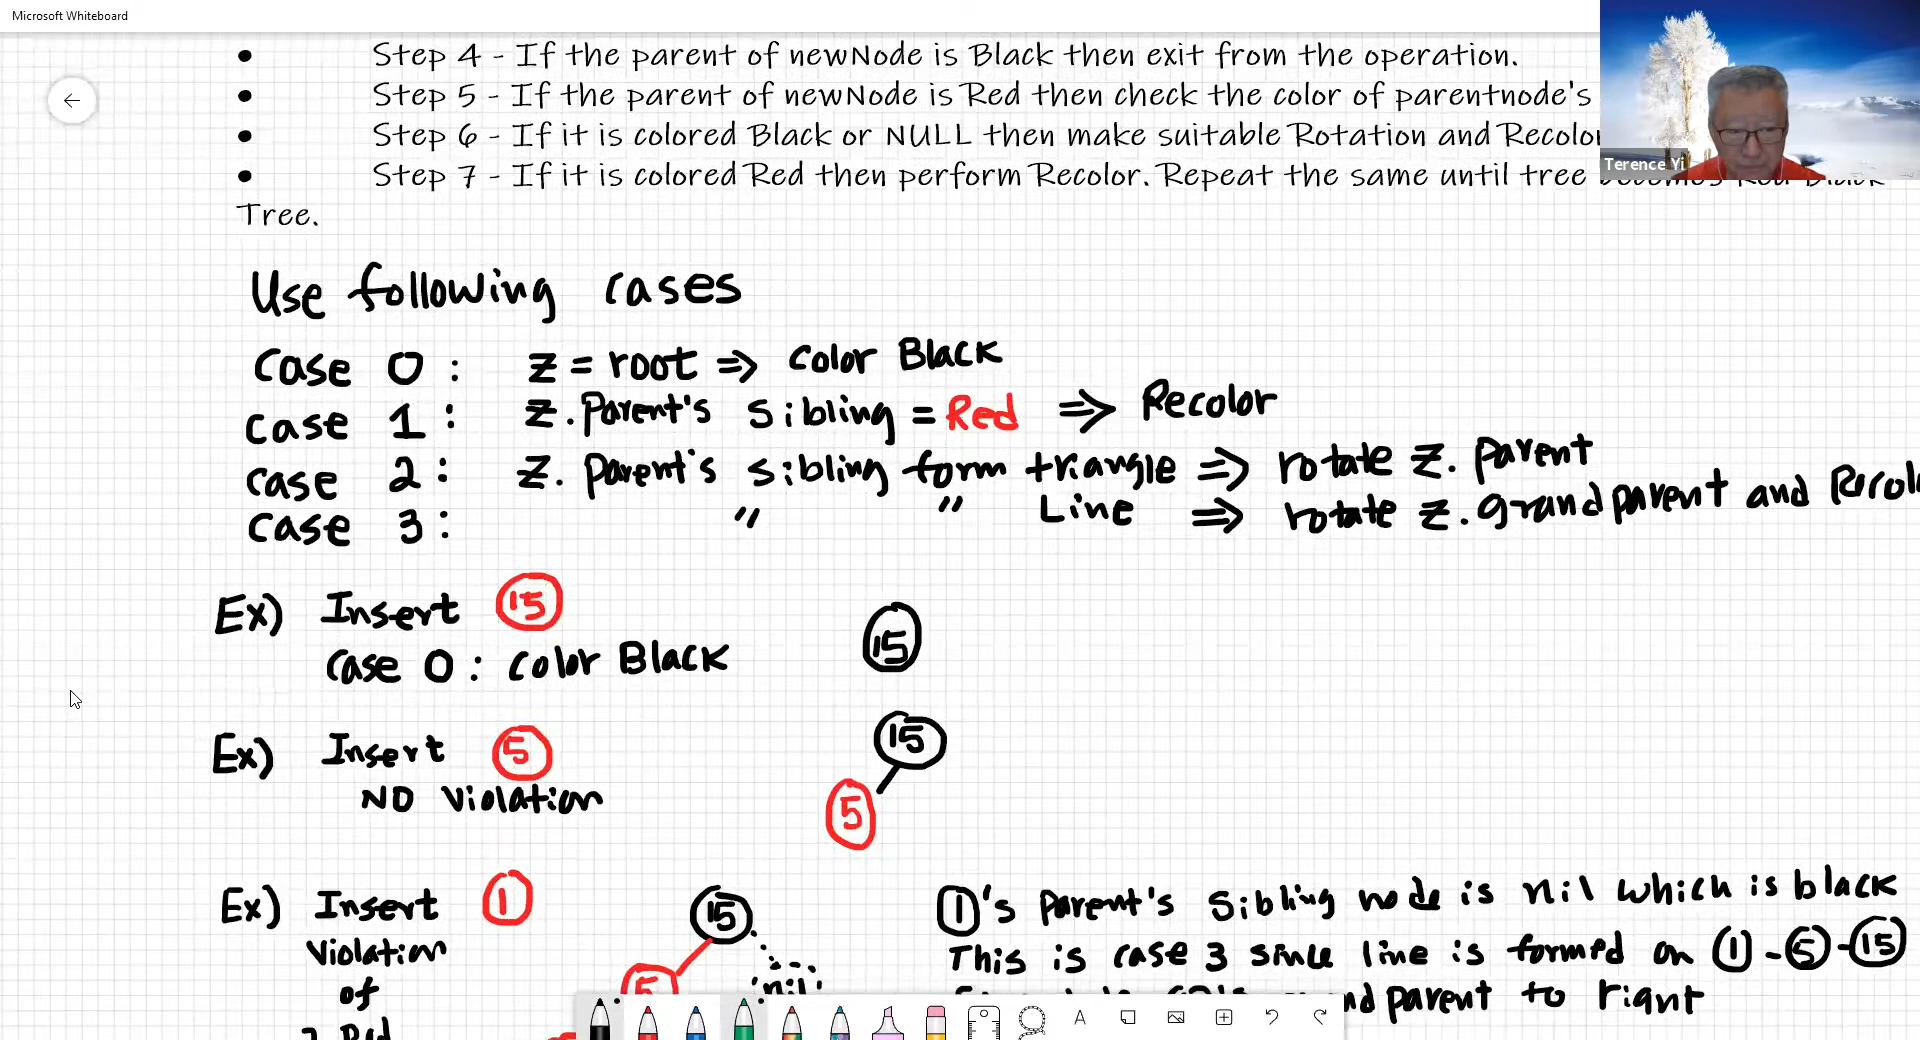 Microsoft Whiteboard
• Step 4 - If the parent of newNode is Black then exit from the operation.
• Step 5 - If the parent of newNode is Red then check the color of parentnode's
• Step 6 - If it is colored Black or NULL then make suitable Rotation and Recolor
• Step 7 - If it is colored Red then perform Recolor. Repeat the same until tree becomes Red Black
Tree.
Terence Yi
Use following cases
Case 0 : Z = root => Color Black
Case 1 : Z. Parent's Sibling = Red => Recolor
Case 2 : Z. Parent's Sibling form triangle => rotate Z. parent
Case 3 : " " Line => rotate Z. grandparent and Recol
Ex) Insert 15
Case 0 : Color Black
15
Ex) Insert 5
NO Violation
15
5
Ex) Insert 1
Violation
of
2 Red
15
5
nil
1's parent's Sibling node is nil which is black
This is case 3 since line is formed on 1 - 5 - 15
parent to right
A